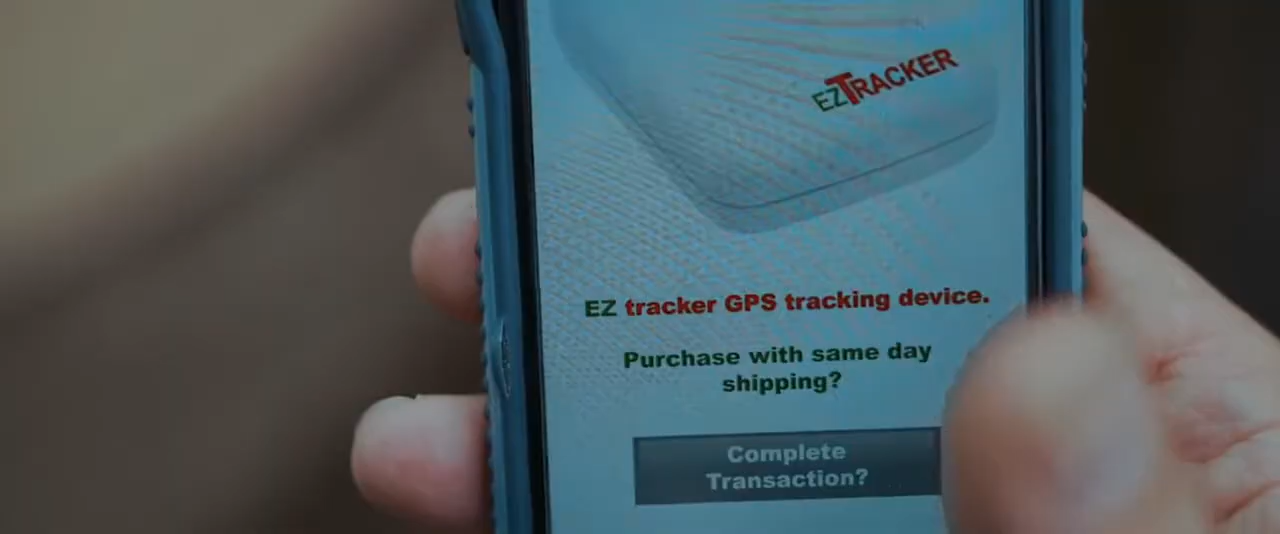 EZTRACKER
EZ tracker GPS tracking device.
Purchase with same day
shipping?
Complete
Transaction?